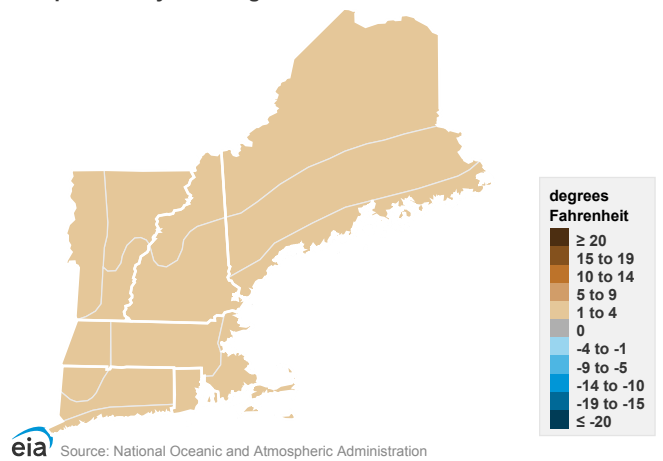 degrees
Fahrenheit
≥ 20
15 to 19
10 to 14
5 to 9
1 to 4
0
-4 to -1
-9 to -5
-14 to -10
-19 to -15
≤ -20
eia
Source: National Oceanic and Atmospheric Administration